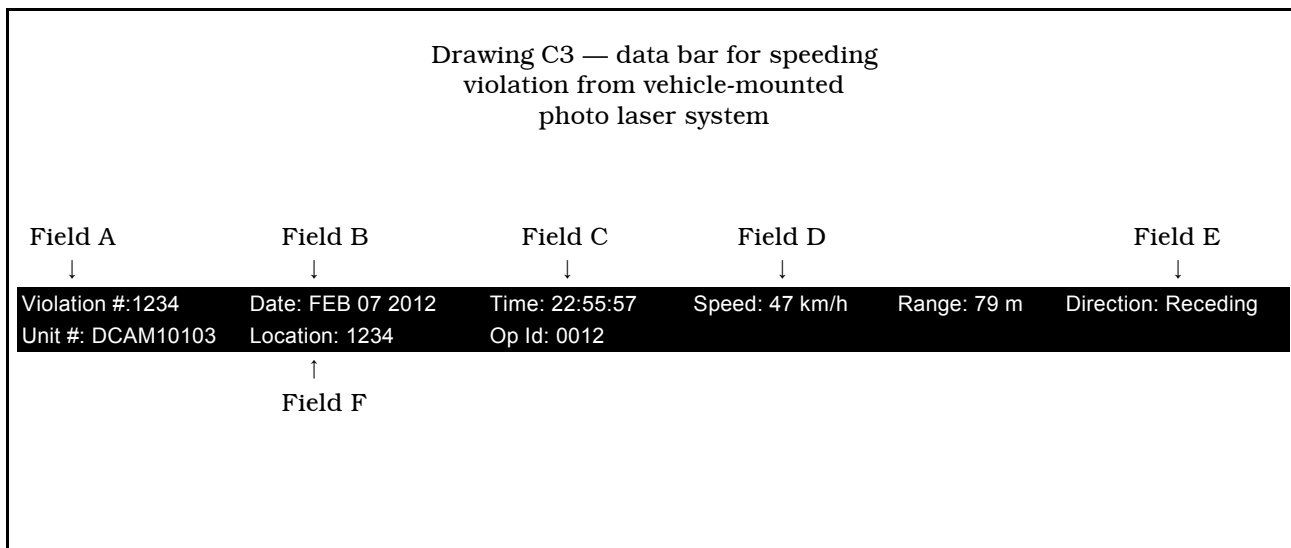 Drawing C3 — data bar for speeding
violation from vehicle-mounted
photo laser system
Field A Field B Field C Field D Field E
↓ ↓ ↓ ↓ ↓
Violation #:1234 Date: FEB 07 2012 Time: 22:55:57 Speed: 47 km/h Range: 79 m Direction: Receding
Unit #: DCAM10103 Location: 1234 Op Id: 0012
↑
Field F